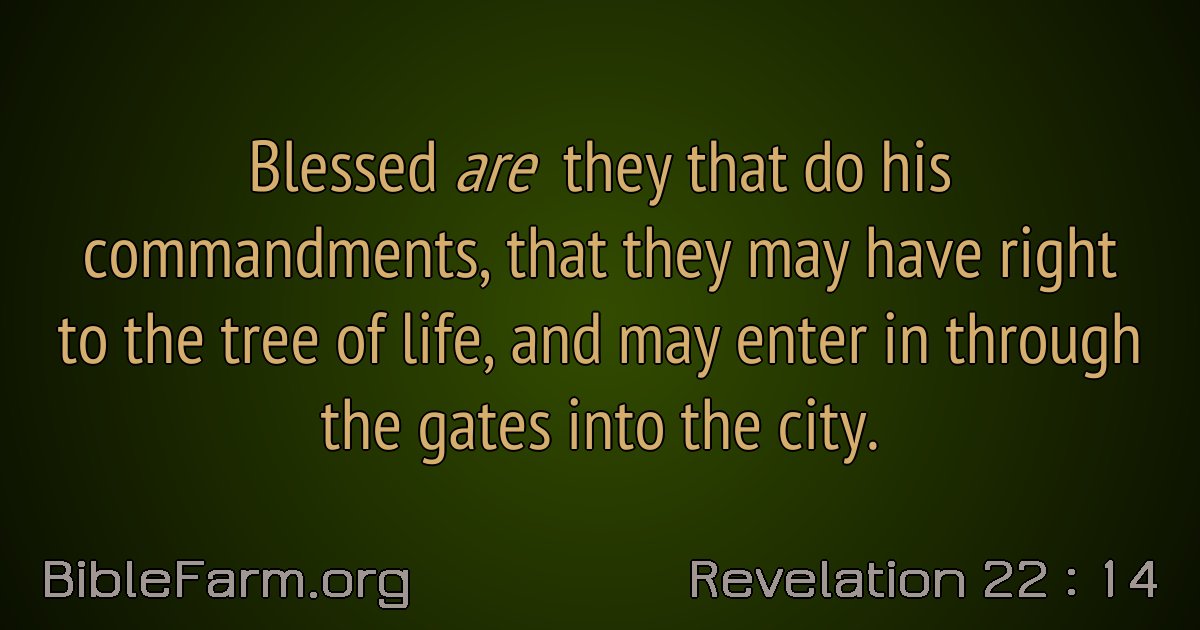 Blessed are they that do his
commandments, that they may have right
to the tree of life, and may enter in through
the gates into the city.
BibleFarm.org
Revelation 22 : 14